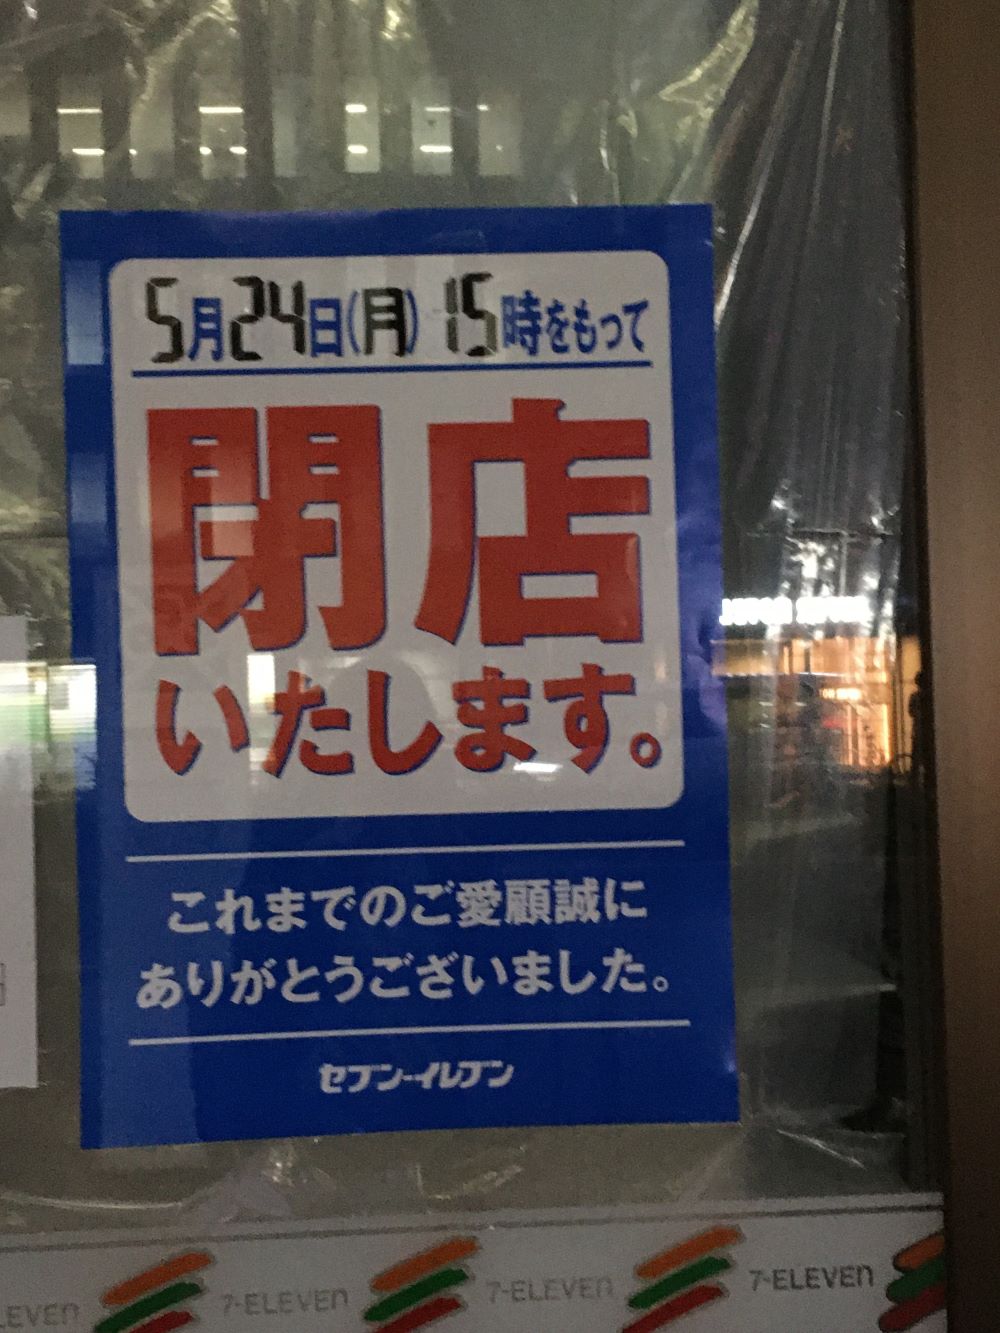 5月24日(月) 15時をもって
閉店
いたします。
これまでのご愛顧誠に
ありがとうございました。
セブン-イレブン
7-ELEVEn
7-ELEVEn
7-ELEVEn